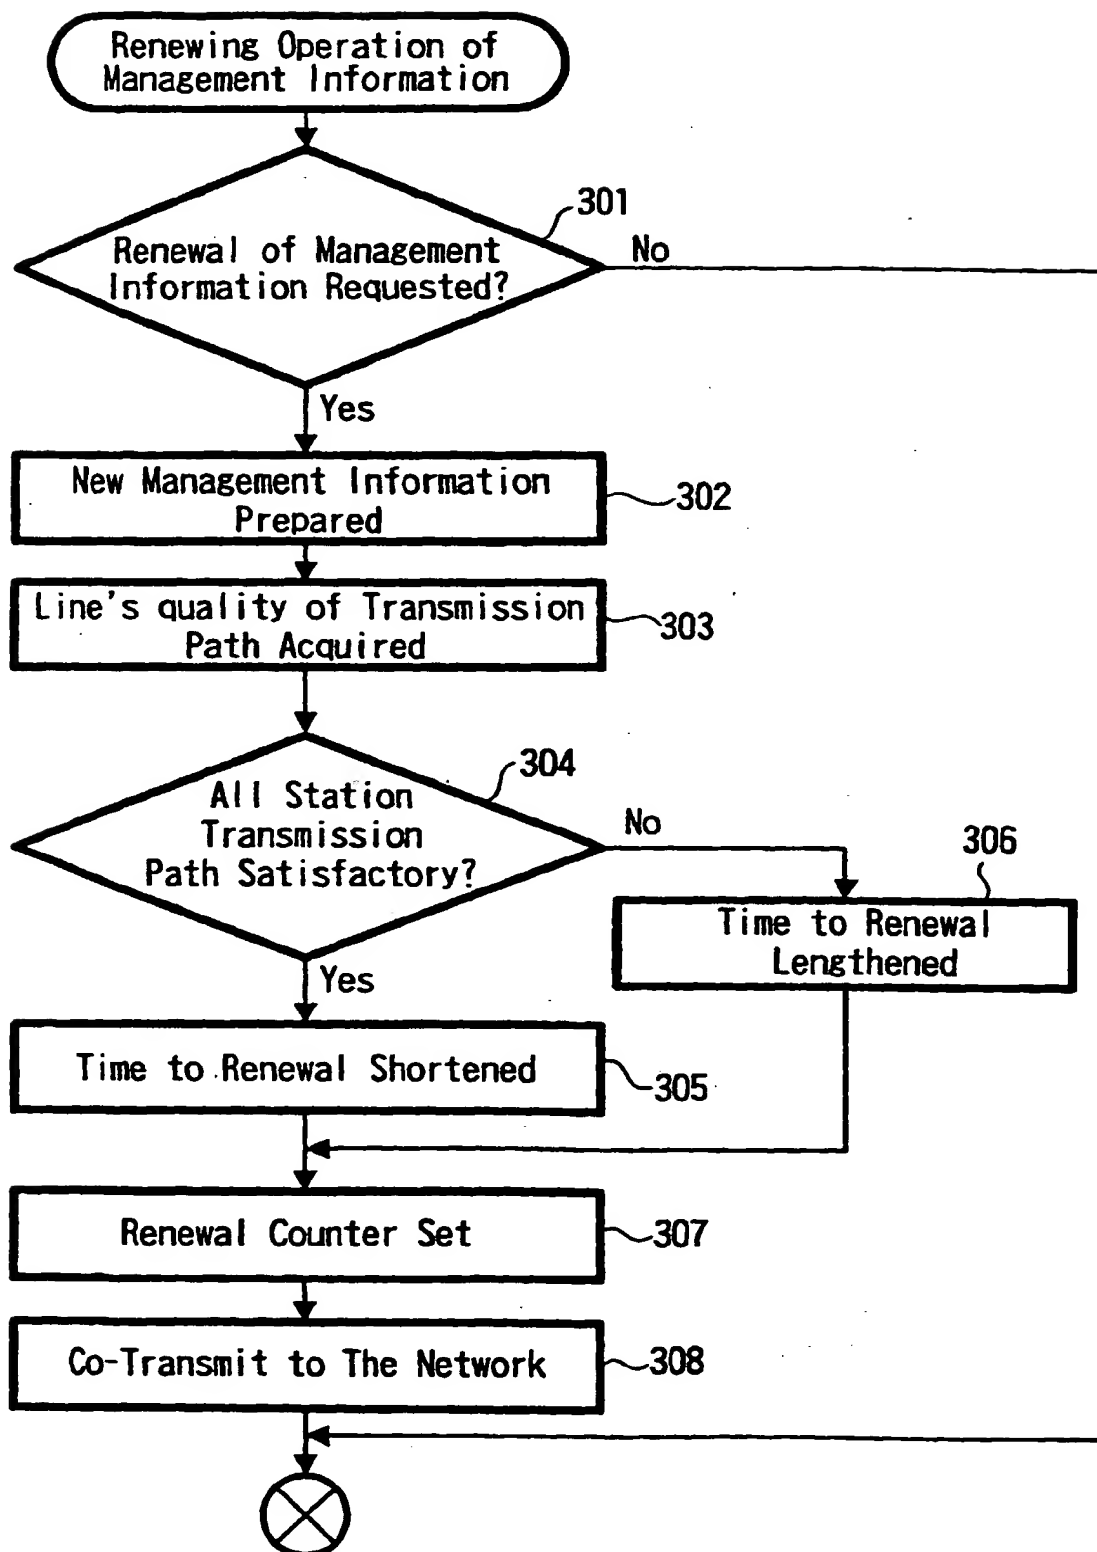 Renewing Operation of
Management Information
301
Renewal of Management
Information Requested?
No
Yes
New Management Information
Prepared
302
Line's quality of Transmission
Path Acquired
303
304
All Station
Transmission
Path Satisfactory?
No
306
Time to Renewal
Lengthened
Yes
Time to Renewal Shortened
305
Renewal Counter Set
307
Co-Transmit to The Network
308